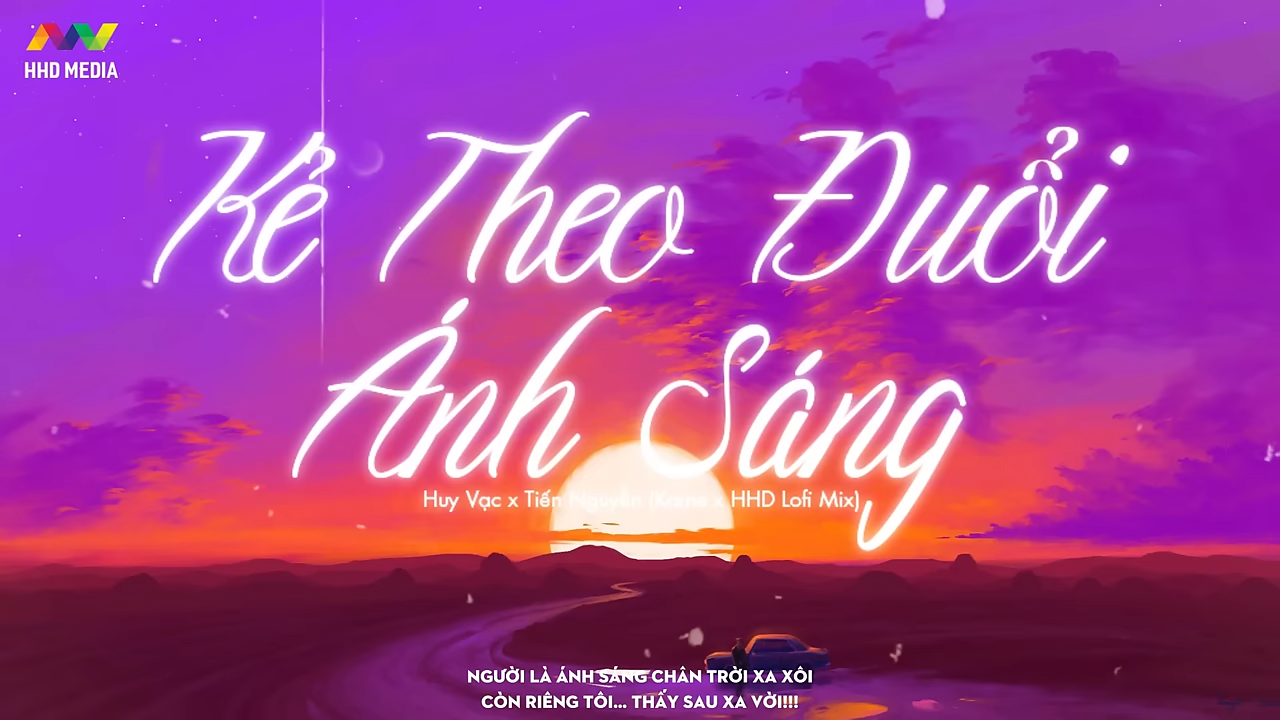 HHD MEDIA
Kẻ Theo Đuổi
Ánh Sáng
Huy Vạc x Tiến Nguyễn (Kprox x HHD Lofi Mix)
NGƯỜI LÀ ÁNH SÁNG CHÂN TRỜI XA XÔI
CÒN RIÊNG TÔI... THẤY SAU XA VỜI!!!